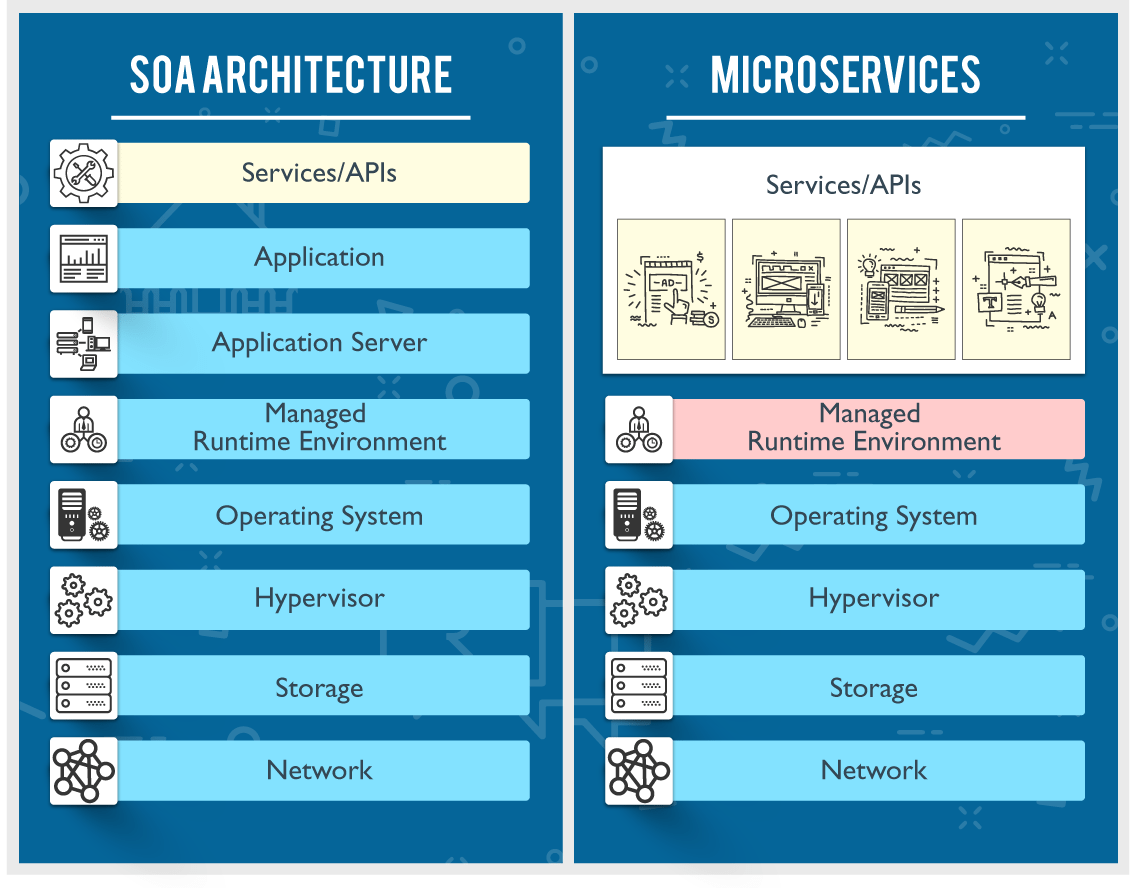 SOA ARCHITECTURE
Services/APIs
Application
Application Server
Managed
Runtime Environment
Operating System
Hypervisor
Storage
Network
MICROSERVICES
Services/APIs
$
AD
$
T
A
Managed
Runtime Environment
Operating System
Hypervisor
Storage
Network